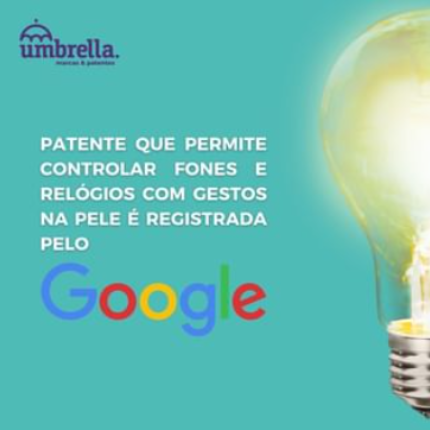 umbrella.
marcas & patentes
PATENTE QUE PERMITE
CONTROLAR FONES E
RELÓGIOS COM GESTOS
NA PELE É REGISTRADA
PELO
Google